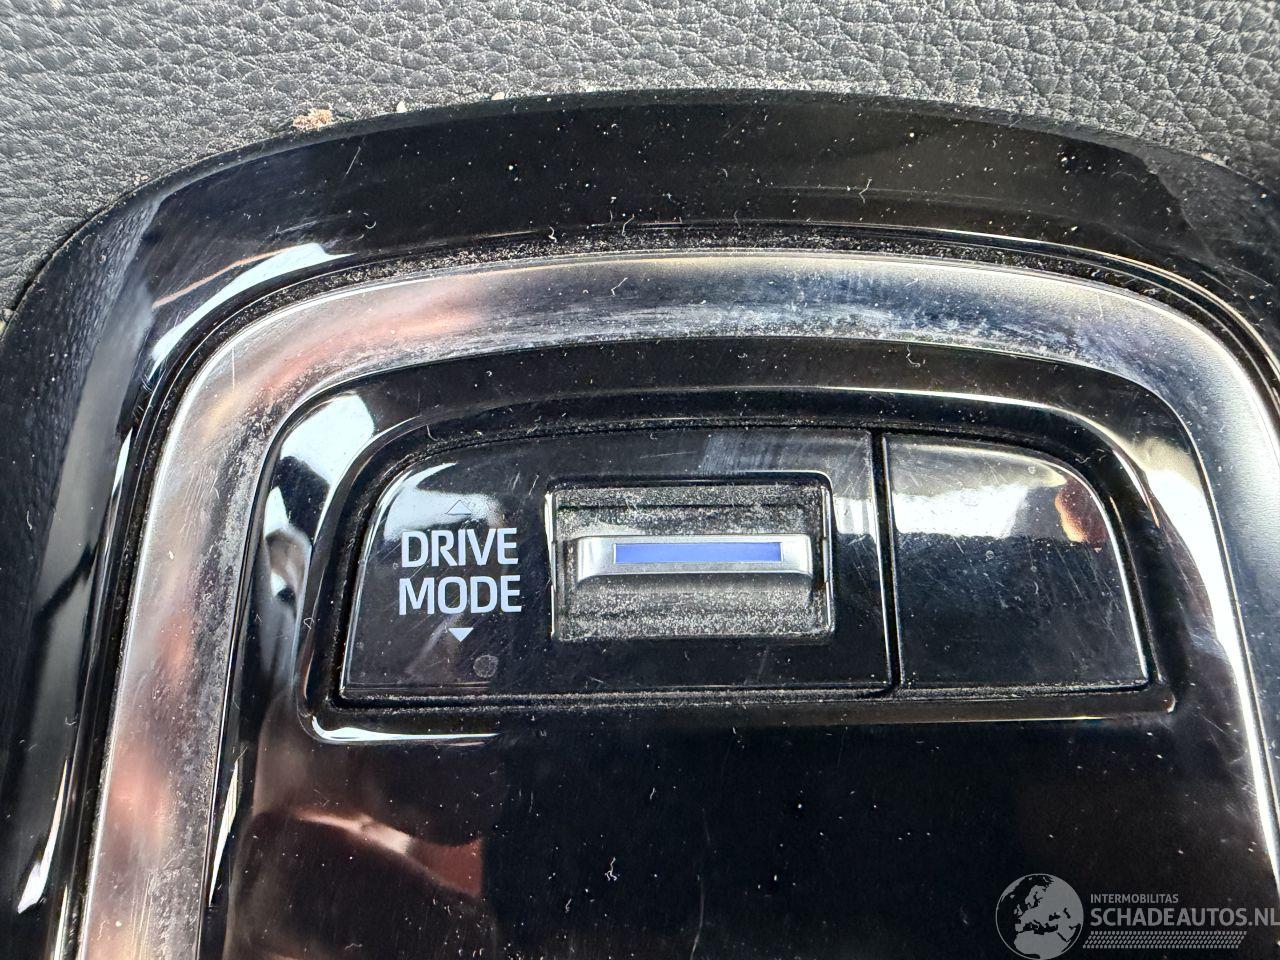 DRIVE
MODE
INTERMOBILITAS
SCHADEAUTOS.NL